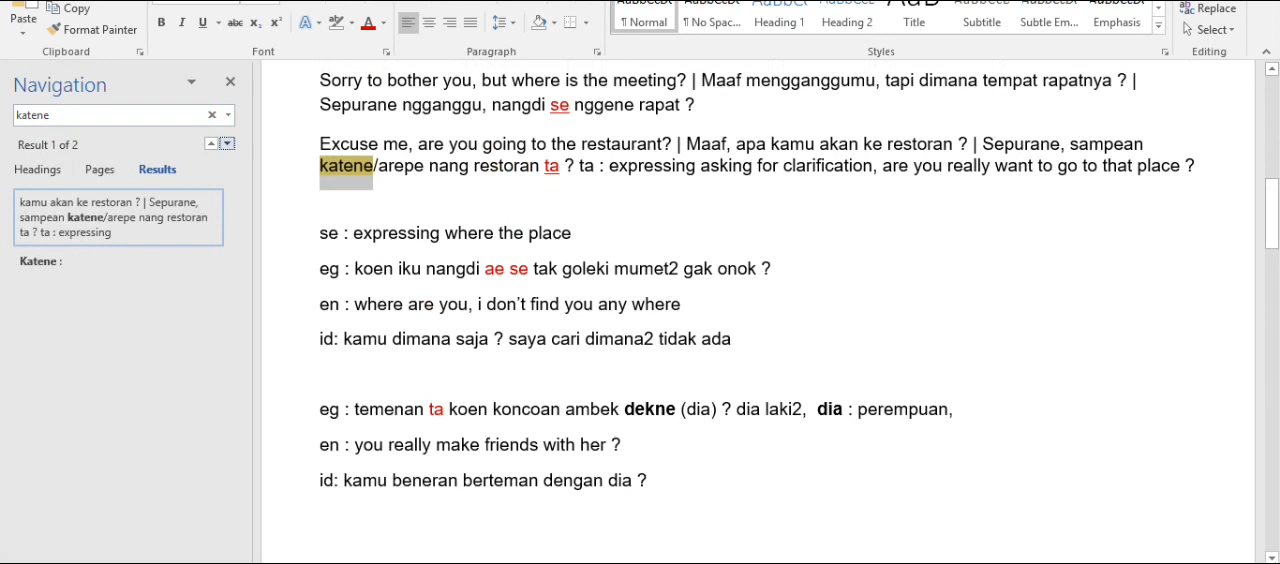 Copy
Paste
Format Painter
B I U abc x₂ x² A ab A
¶ Normal ¶ No Spac... Heading 1 Heading 2 Title Subtitle Subtle Em... Emphasis
Replace
Select
Clipboard Font Paragraph Styles Editing
Navigation
katene
Result 1 of 2
Headings Pages Results
kamu akan ke restoran ? | Sepurane,
sampean katene/arepe nang restoran
ta ? ta : expressing
Katene :
Sorry to bother you, but where is the meeting? | Maaf mengganggumu, tapi dimana tempat rapatnya ? |
Sepurane ngganggu, nangdi se nggene rapat ?
Excuse me, are you going to the restaurant? | Maaf, apa kamu akan ke restoran ? | Sepurane, sampean
katene/arepe nang restoran ta ? ta : expressing asking for clarification, are you really want to go to that place ?
se : expressing where the place
eg : koen iku nangdi ae se tak goleki mumet2 gak onok ?
en : where are you, i don’t find you any where
id: kamu dimana saja ? saya cari dimana2 tidak ada
eg : temenan ta koen koncoan ambek dekne (dia) ? dia laki2, dia : perempuan,
en : you really make friends with her ?
id: kamu beneran berteman dengan dia ?